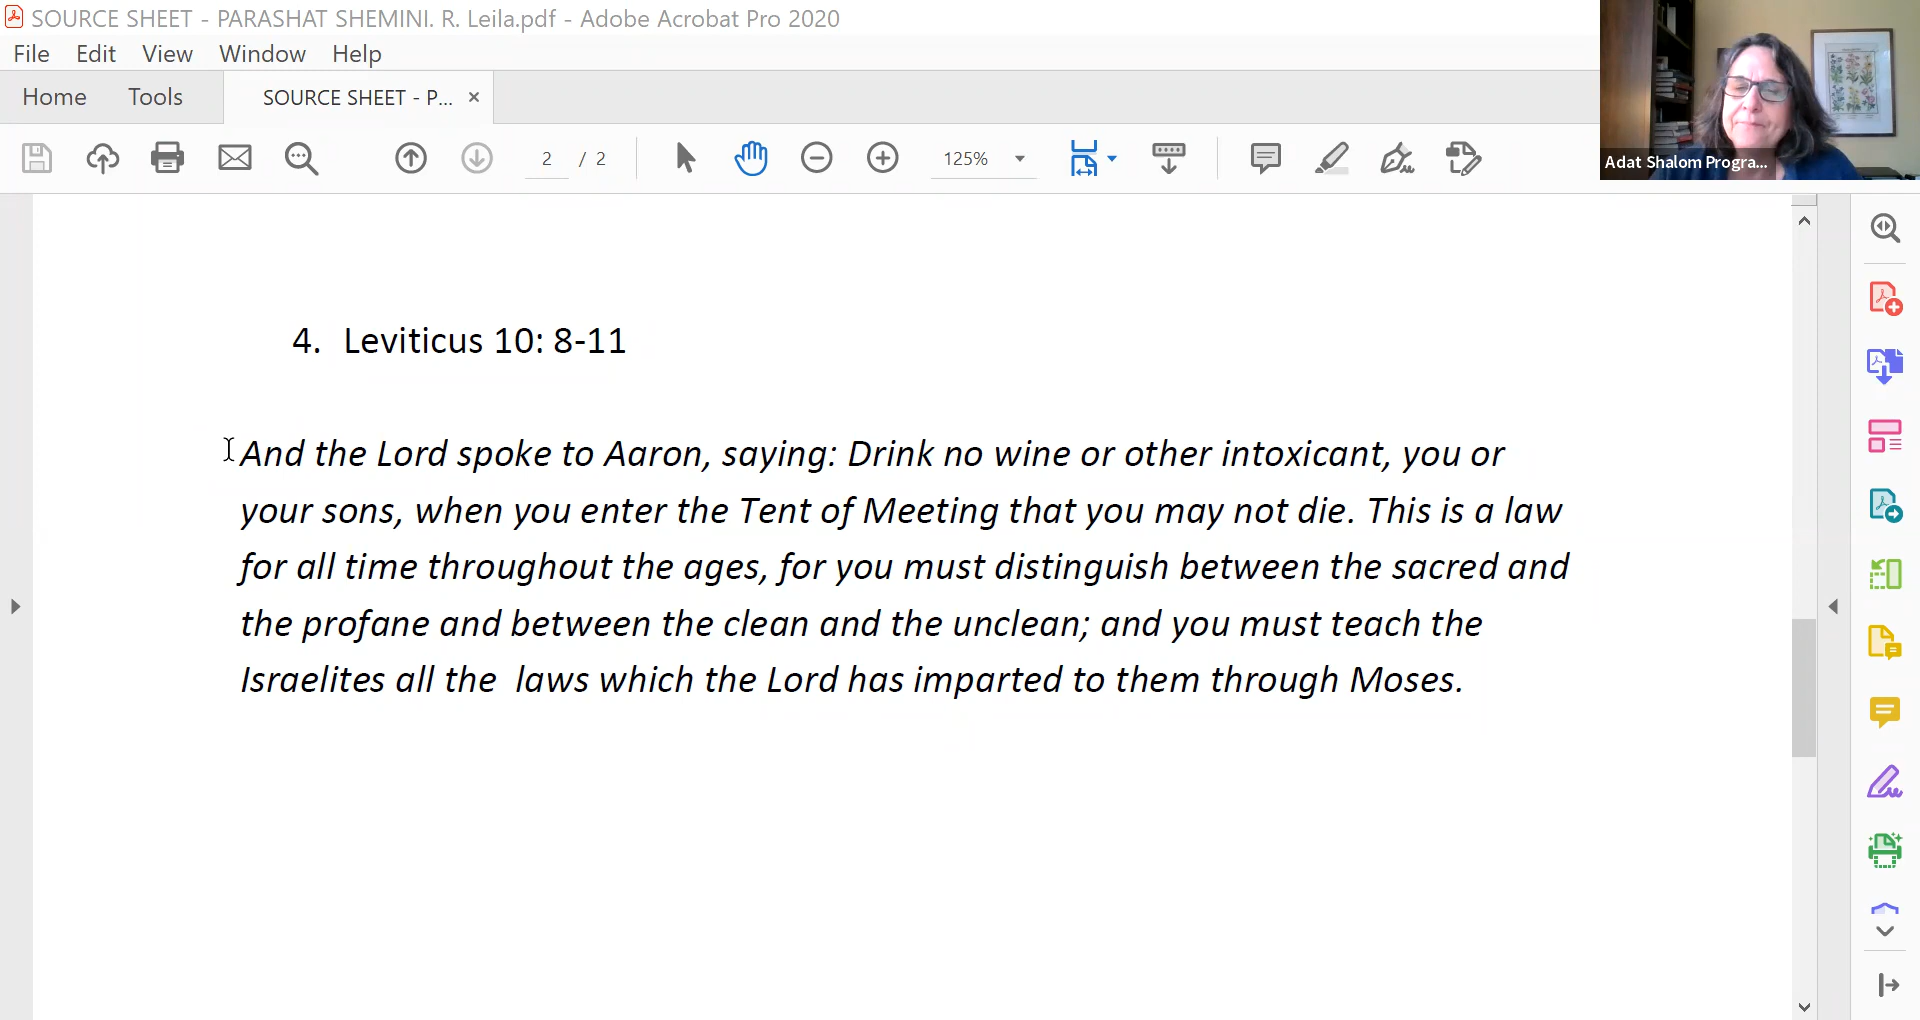 SOURCE SHEET - PARASHAT SHEMINI. R. Leila.pdf - Adobe Acrobat Pro 2020
File Edit View Window Help
Home Tools SOURCE SHEET - P... ×
2 / 2 125%
Adat Shalom Progra...
4. Leviticus 10: 8-11
And the Lord spoke to Aaron, saying: Drink no wine or other intoxicant, you or
your sons, when you enter the Tent of Meeting that you may not die. This is a law
for all time throughout the ages, for you must distinguish between the sacred and
the profane and between the clean and the unclean; and you must teach the
Israelites all the  laws which the Lord has imparted to them through Moses.